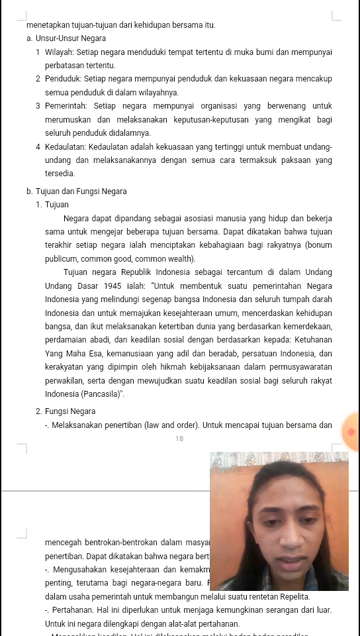 menetapkan tujuan-tujuan dari kehidupan bersama itu.
a. Unsur-Unsur Negara
1 Wilayah: Setiap negara menduduki tempat tertentu di muka bumi dan mempunyai
perbatasan tertentu.
2 Penduduk: Setiap negara mempunyai penduduk dan kekuasaan negara mencakup
semua penduduk di dalam wilayahnya.
3 Pemerintah: Setiap negara mempunyai organisasi yang berwenang untuk
merumuskan dan melaksanakan keputusan-keputusan yang mengikat bagi
seluruh penduduk didalamnya.
4 Kedaulatan: Kedaulatan adalah kekuasaan yang tertinggi untuk membuat undang-
undang dan melaksanakannya dengan semua cara termaksuk paksaan yang
tersedia.
b. Tujuan dan Fungsi Negara
1. Tujuan
Negara dapat dipandang sebagai asosiasi manusia yang hidup dan bekerja
sama untuk mengejar beberapa tujuan bersama. Dapat dikatakan bahwa tujuan
terakhir setiap negara ialah menciptakan kebahagiaan bagi rakyatnya (bonum
publicum, common good, common wealth).
Tujuan negara Republik Indonesia sebagai tercantum di dalam Undang
Undang Dasar 1945 ialah: "Untuk membentuk suatu pemerintahan Negara
Indonesia yang melindungi segenap bangsa Indonesia dan seluruh tumpah darah
Indonesia dan untuk memajukan kesejahteraan umum, mencerdaskan kehidupan
bangsa, dan ikut melaksanakan ketertiban dunia yang berdasarkan kemerdekaan,
perdamaian abadi, dan keadilan sosial dengan berdasarkan kepada: Ketuhanan
Yang Maha Esa, kemanusiaan yang adil dan beradab, persatuan Indonesia, dan
kerakyatan yang dipimpin oleh hikmah kebijaksanaan dalam permusyawaratan
perwakilan, serta dengan mewujudkan suatu keadilan sosial bagi seluruh rakyat
Indonesia (Pancasila)".
2. Fungsi Negara
-. Melaksanakan penertiban (law and order). Untuk mencapai tujuan bersama dan
18
mencegah bentrokan-bentrokan dalam masyar
penertiban. Dapat dikatakan bahwa negara bert
-. Mengusahakan kesejahteraan dan kemakm
penting, terutama bagi negara-negara baru.
dalam usaha pemerintah untuk membangun melalui suatu rentetan Repelita.
-. Pertahanan. Hal ini diperlukan untuk menjaga kemungkinan serangan dari luar.
Untuk ini negara dilengkapi dengan alat-alat pertahanan.